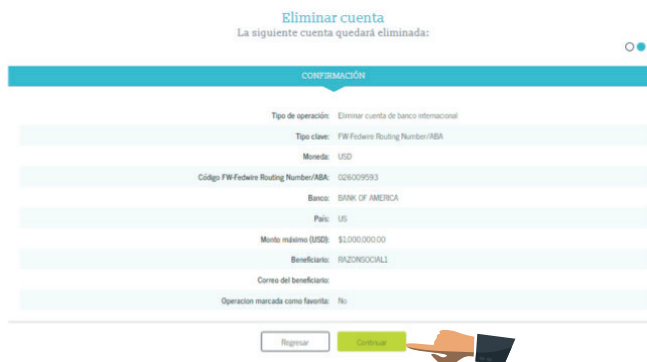 Eliminar cuenta
La siguiente cuenta quedará eliminada:
CONFIRMACIÓN
Tipo de operación: Eliminar cuenta de banco internacional
Tipo clave: FW-Fedwire Routing Number/ABA
Moneda: USD
Código FW-Fedwire Routing Number/ABA: 026009593
Banco: BANK OF AMERICA
País: US
Monto máximo (USD): $1,000,000.00
Beneficiario: RAZONSOCIAL1
Correo del beneficiario:
Operacion marcada como favorita: No
Regresar Continuar